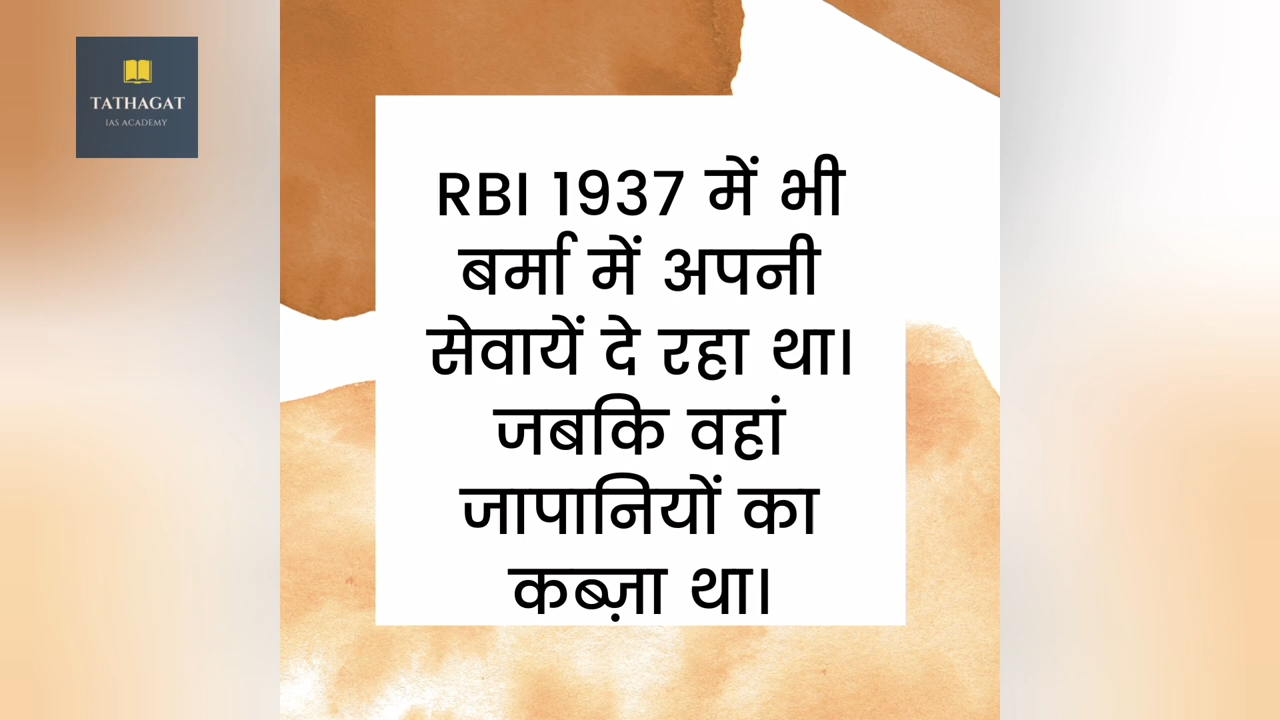 TATHAGAT
IAS ACADEMY
RBI 1937 में भी
बर्मा में अपनी
सेवायें दे रहा था।
जबकि वहां
जापानियों का
कब्ज़ा था।